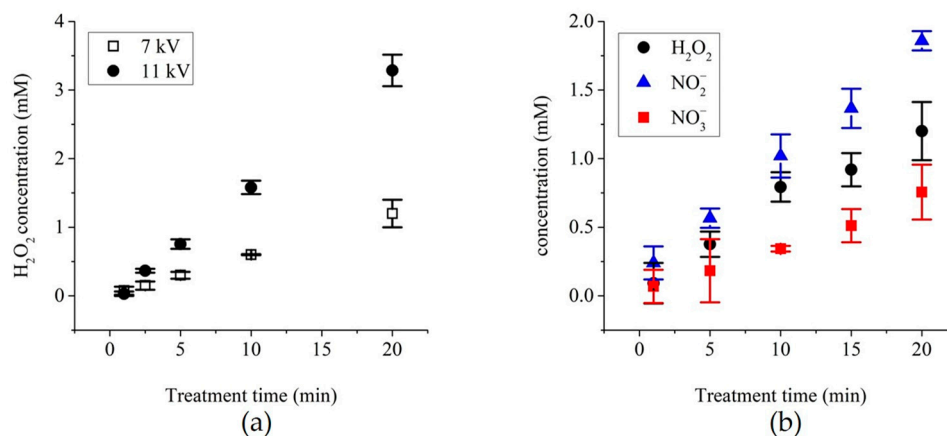 (a)
H₂O₂ concentration (mM)
4
3
2
1
0
7 kV
11 kV
0
5
10
15
20
Treatment time (min)
(a)
(b)
concentration (mM)
2.0
1.5
1.0
0.5
0.0
H₂O₂
NO₂⁻
NO₃⁻
0
5
10
15
20
Treatment time (min)
(b)